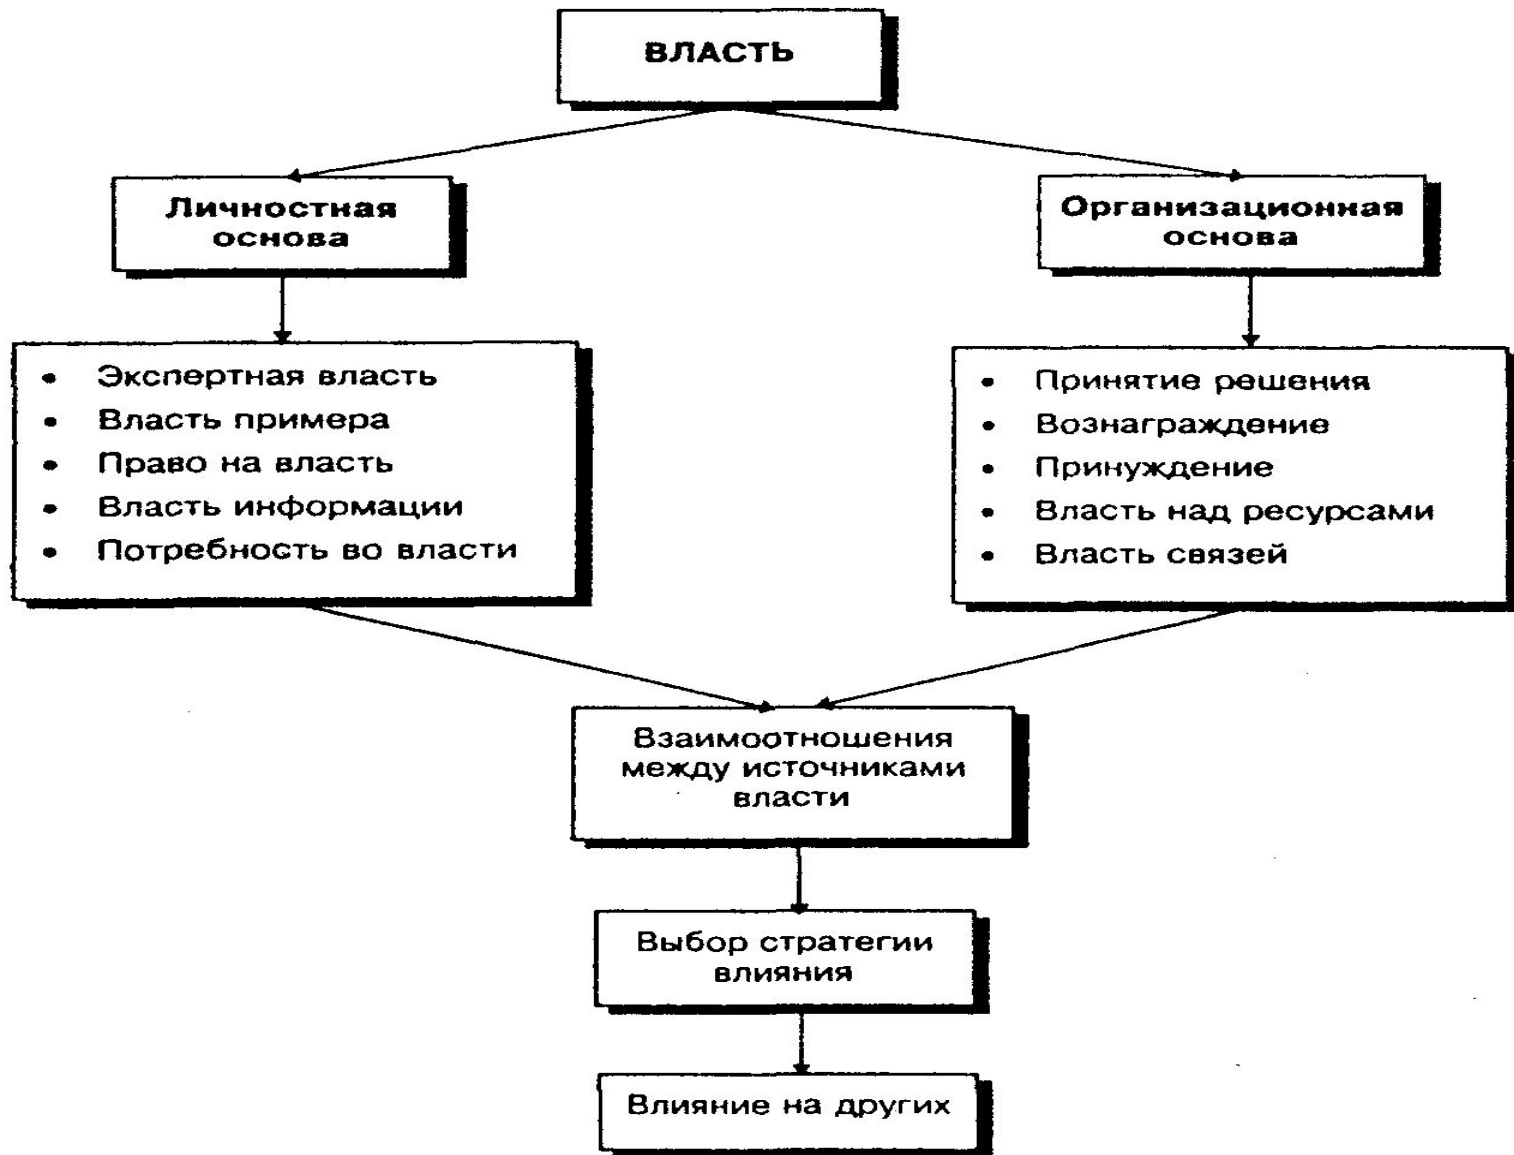 ВЛАСТЬ
Личностная
основа
Организационная
основа
• Экспертная власть
• Власть примера
• Право на власть
• Власть информации
• Потребность во власти
• Принятие решения
• Вознаграждение
• Принуждение
• Власть над ресурсами
• Власть связей
Взаимоотношения
между источниками
власти
Выбор стратегии
влияния
Влияние на других